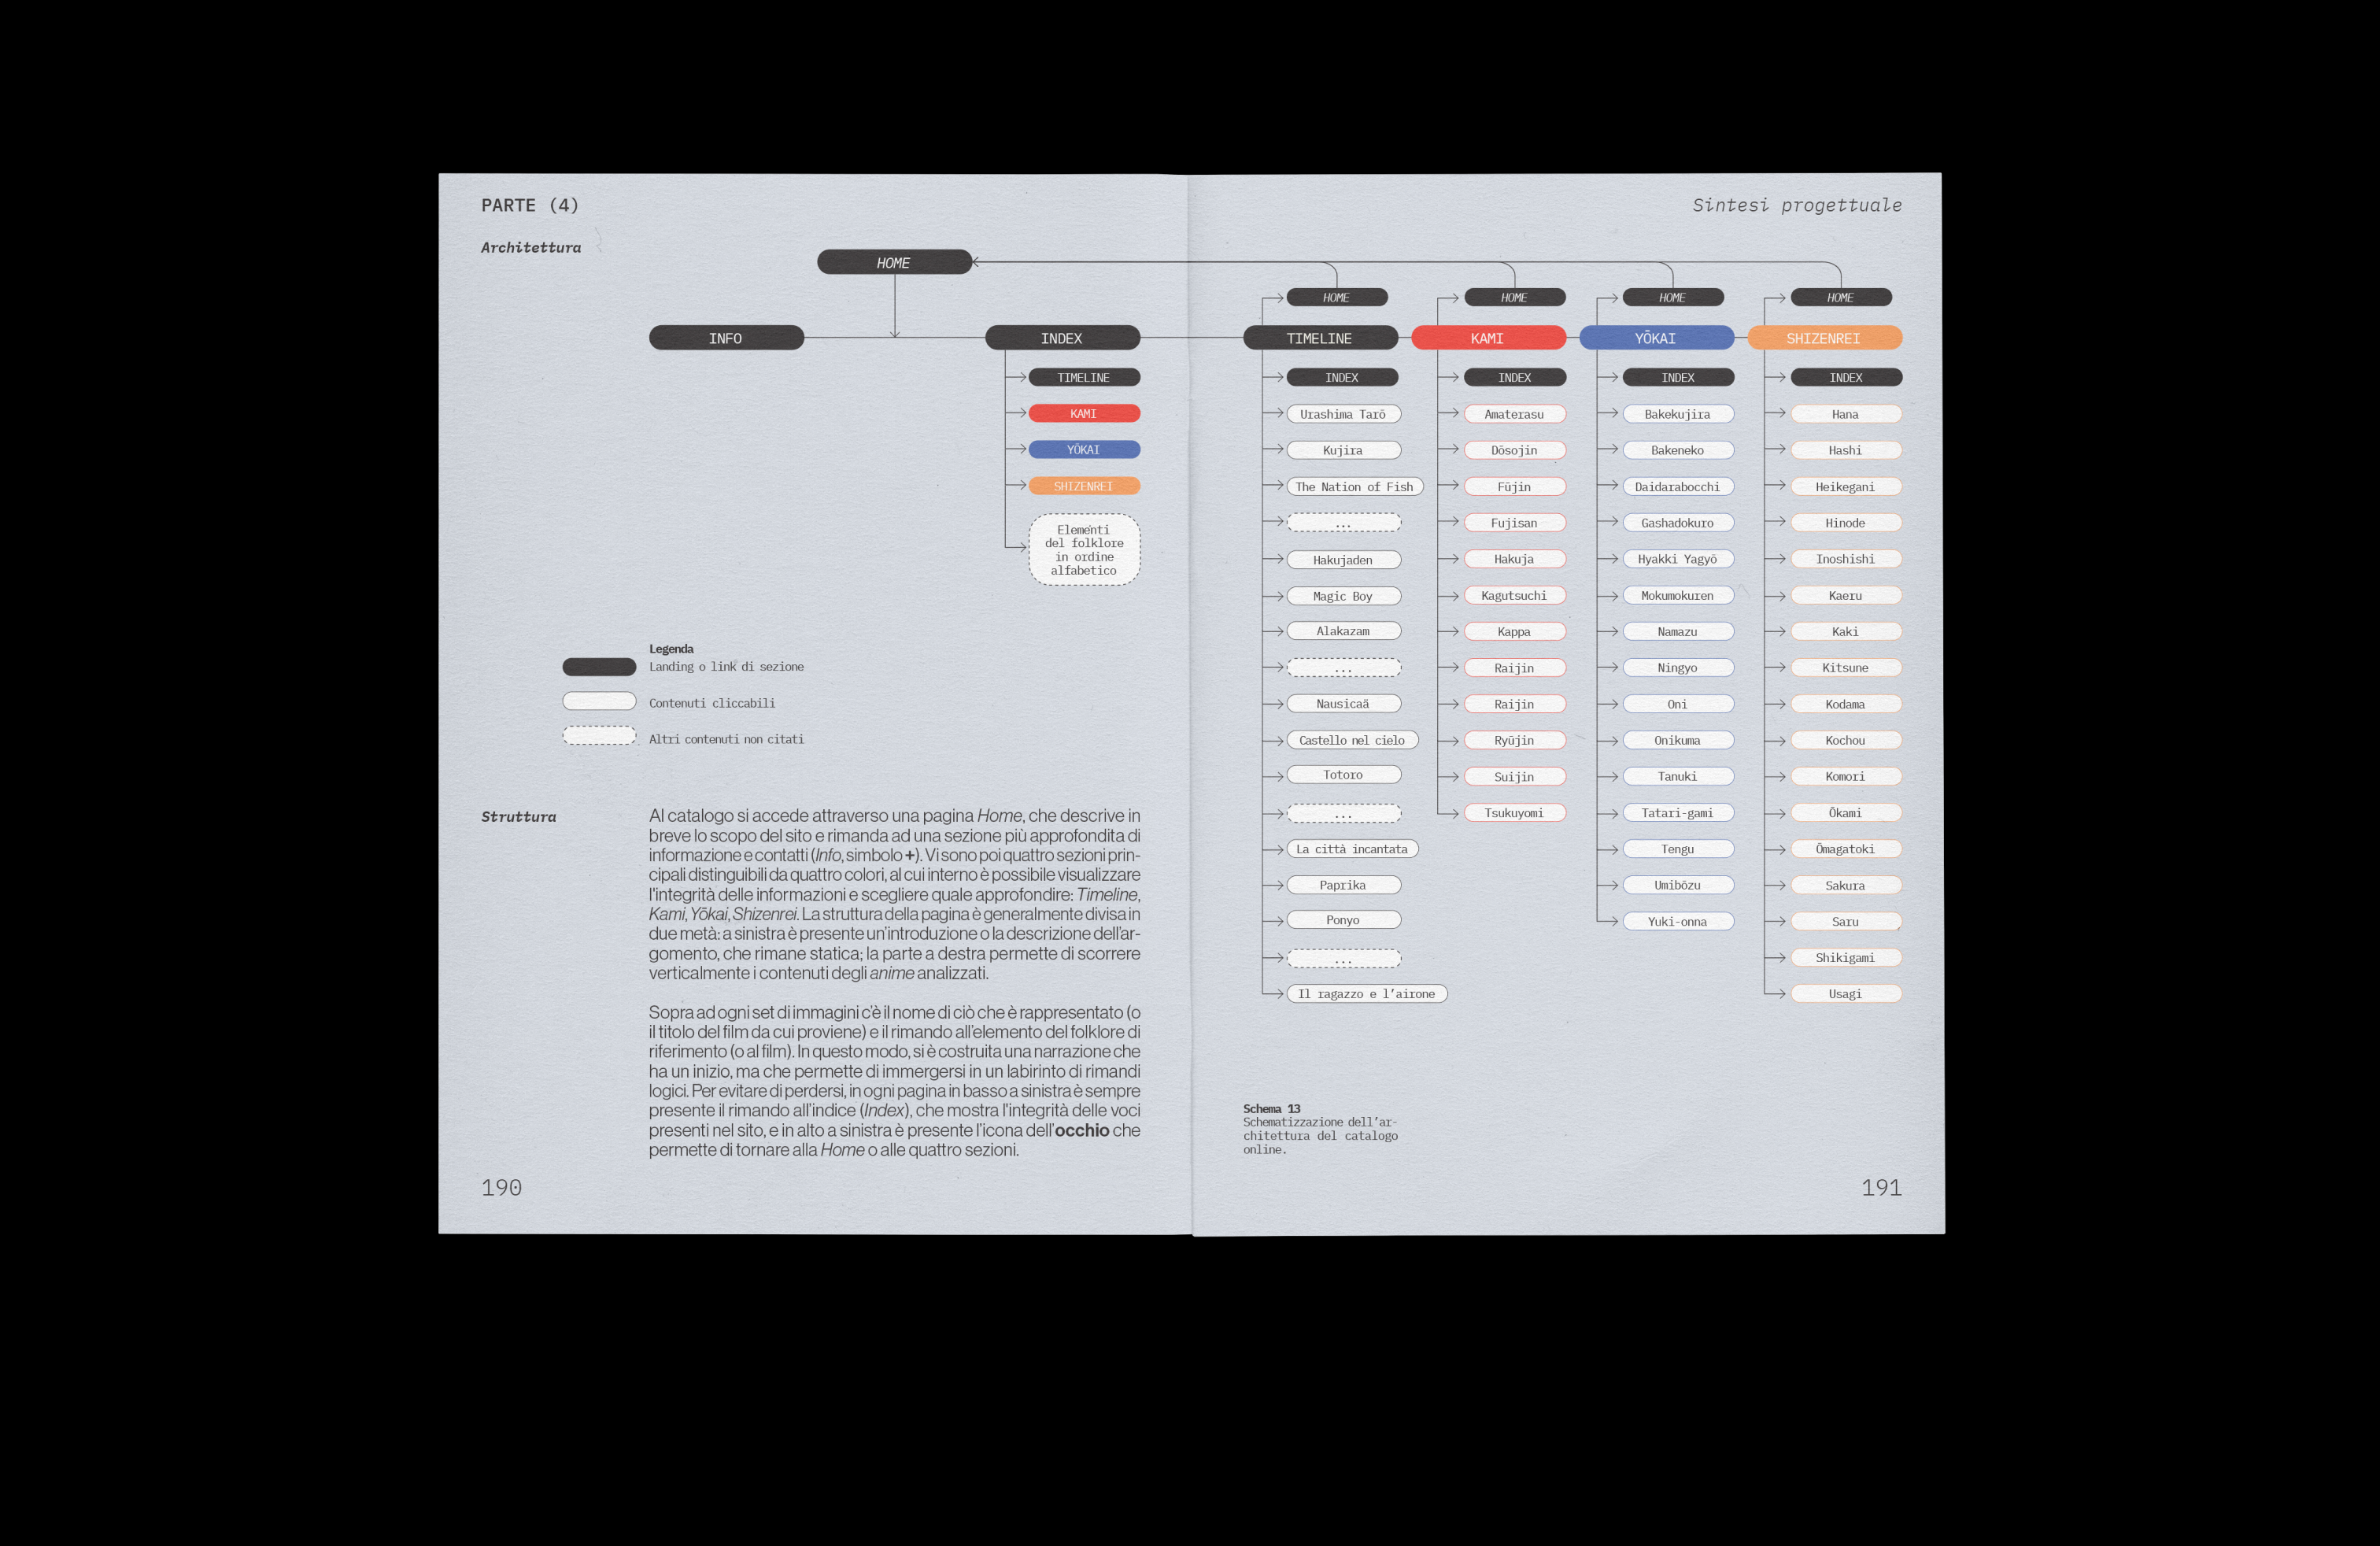 PARTE (4)
Architettura
HOME
INFO
INDEX
TIMELINE
KAMI
YŌKAI
SHIZENREI
Elementi
del folklore
in ordine
alfabetico
Legenda
Landing o link di sezione
Contenuti cliccabili
Altri contenuti non citati
Struttura
Al catalogo si accede attraverso una pagina Home, che descrive in
breve lo scopo del sito e rimanda ad una sezione più approfondita di
informazione e contatti (Info, simbolo +). Vi sono poi quattro sezioni prin-
cipali distinguibili da quattro colori, al cui interno è possibile visualizzare
l'integrità delle informazioni e scegliere quale approfondire: Timeline,
Kami, Yōkai, Shizenrei. La struttura della pagina è generalmente divisa in
due metà: a sinistra è presente un'introduzione o la descrizione dell'ar-
gomento, che rimane statica; la parte a destra permette di scorrere
verticalmente i contenuti degli anime analizzati.
Sopra ad ogni set di immagini c'è il nome di ciò che è rappresentato (o
il titolo del film da cui proviene) e il rimando all'elemento del folklore di
riferimento (o al film). In questo modo, si è costruita una narrazione che
ha un inizio, ma che permette di immergersi in un labirinto di rimandi
logici. Per evitare di perdersi, in ogni pagina in basso a sinistra è sempre
presente il rimando all'indice (Index), che mostra l'integrità delle voci
presenti nel sito, e in alto a sinistra è presente l'icona dell'occhio che
permette di tornare alla Home o alle quattro sezioni.
190
Sintesi progettuale
HOME
TIMELINE
INDEX
Urashima Tarō
Kujira
The Nation of Fish
...
Hakujaden
Magic Boy
Alakazam
...
Nausicaä
Castello nel cielo
Totoro
...
La città incantata
Paprika
Ponyo
...
Il ragazzo e l'airone
HOME
KAMI
INDEX
Amaterasu
Dōsojin
Fūjin
Fujisan
Hakuja
Kagutsuchi
Kappa
Raijin
Raijin
Ryūjin
Suijin
Tsukuyomi
HOME
YŌKAI
INDEX
Bakekujira
Bakeneko
Daidarabocchi
Gashadokuro
Hyakki Yagyō
Mokumokuren
Namazu
Ningyo
Oni
Onikuma
Tanuki
Tatari-gami
Tengu
Umibōzu
Yuki-onna
HOME
SHIZENREI
INDEX
Hana
Hashi
Heikegani
Hinode
Inoshishi
Kaeru
Kaki
Kitsune
Kodama
Kochou
Komori
Ōkami
Ōmagatoki
Sakura
Saru
Shikigami
Usagi
Schema 13
Schematizzazione dell'ar-
chitettura del catalogo
online.
191